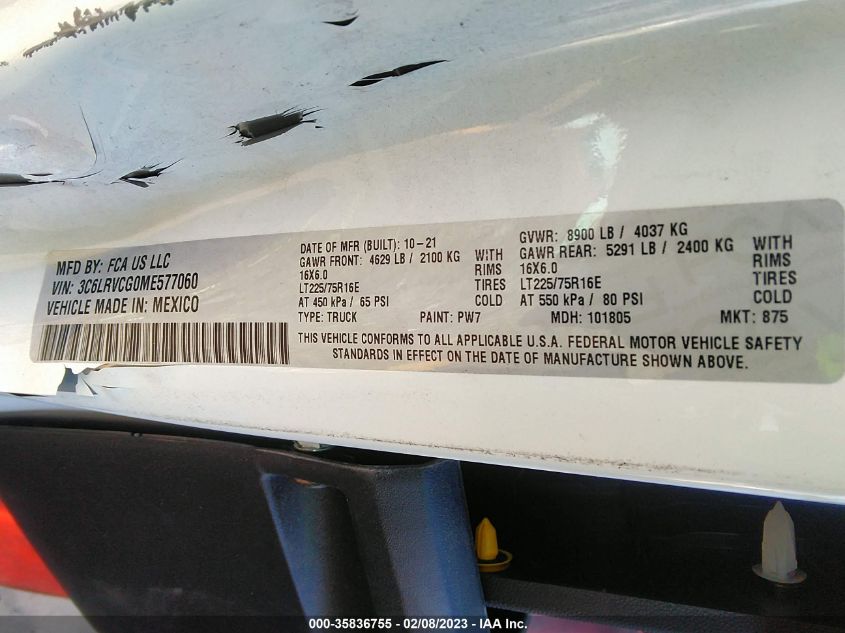 MFD BY: FCA US LLC
VIN: 3C6LRVCG0ME577060
VEHICLE MADE IN: MEXICO
DATE OF MFR (BUILT): 10-21
GAWR FRONT: 4629 LB / 2100 KG WITH
16X6.0 RIMS
LT225/75R16E TIRES
AT 450 kPa / 65 PSI COLD
TYPE: TRUCK PAINT: PW7
GVWR: 8900 LB / 4037 KG
GAWR REAR: 5291 LB / 2400 KG WITH
16X6.0 RIMS
LT225/75R16E TIRES
AT 550 kPa / 80 PSI COLD
MDH: 101805 MKT: 875
THIS VEHICLE CONFORMS TO ALL APPLICABLE U.S.A. FEDERAL MOTOR VEHICLE SAFETY
STANDARDS IN EFFECT ON THE DATE OF MANUFACTURE SHOWN ABOVE.
000-35836755 - 02/08/2023 - IAA Inc.